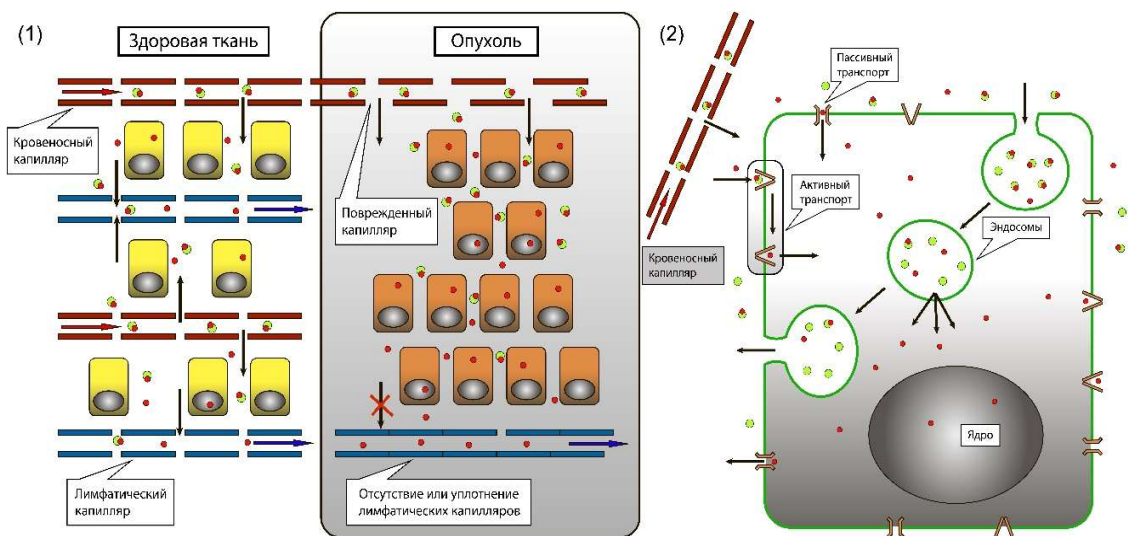 (1)
Здоровая ткань
Опухоль
Кровеносный
капилляр
Поврежденный
капилляр
Лимфатический
капилляр
Отсутствие или уплотнение
лимфатических капилляров
(2)
Пассивный
транспорт
Активный
транспорт
Кровеносный
капилляр
Эндосомы
Ядро